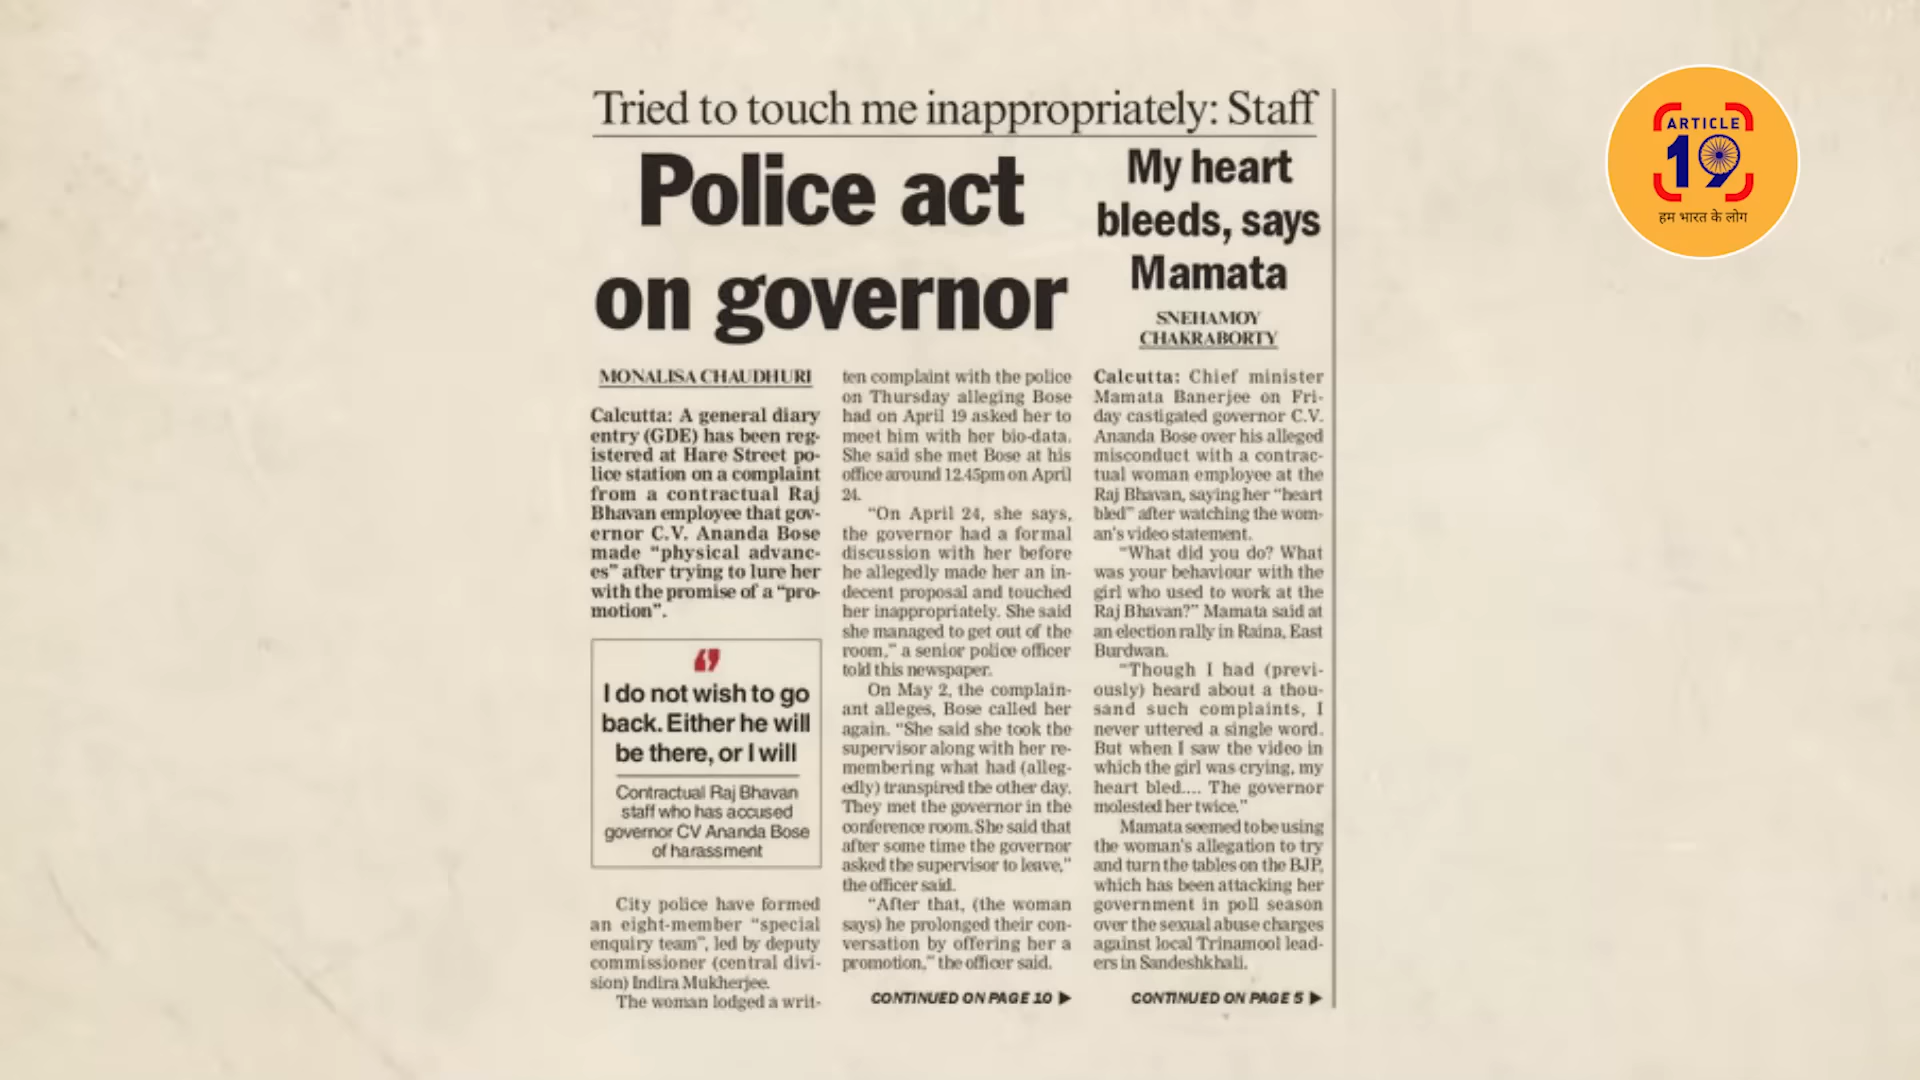 Tried to touch me inappropriately: Staff
Police act
on governor
MONALISA CHAUDHURI
Calcutta: A general diary
entry (GDE) has been reg-
istered at Hare Street po-
lice station on a complaint
from a contractual Raj
Bhavan employee that gov-
ernor C.V. Ananda Bose
made “physical advanc-
es” after trying to lure her
with the promise of a “pro-
motion”.
I do not wish to go
back. Either he will
be there, or I will
Contractual Raj Bhavan
staff who has accused
governor CV Ananda Bose
of harassment
City police have formed
an eight-member “special
enquiry team”, led by deputy
commissioner (central divi-
sion) Indira Mukherjee.
The woman lodged a writ-
ten complaint with the police
on Thursday alleging Bose
had on April 19 asked her to
meet him with her bio-data.
She said she met Bose at his
office around 12.45pm on April
24.
“On April 24, she says,
the governor had a formal
discussion with her before
he allegedly made her an in-
decent proposal and touched
her inappropriately. She said
she managed to get out of the
room,” a senior police officer
told this newspaper.
On May 2, the complain-
ant alleges, Bose called her
again. “She said she took the
supervisor along with her re-
membering what had (alleg-
edly) transpired the other day.
They met the governor in the
conference room. She said that
after some time the governor
asked the supervisor to leave,”
the officer said.
“After that, (the woman
says) he prolonged their con-
versation by offering her a
promotion,” the officer said.
CONTINUED ON PAGE 10 ▶
My heart
bleeds, says
Mamata
SNEHAMOY
CHAKRABORTY
Calcutta: Chief minister
Mamata Banerjee on Fri-
day castigated governor C.V.
Ananda Bose over his alleged
misconduct with a contrac-
tual woman employee at the
Raj Bhavan, saying her “heart
bled” after watching the wom-
an's video statement.
“What did you do? What
was your behaviour with the
girl who used to work at the
Raj Bhavan?” Mamata said at
an election rally in Raina, East
Burdwan.
“Though I had (previ-
ously) heard about a thou-
sand such complaints, I
never uttered a single word.
But when I saw the video in
which the girl was crying, my
heart bled.... The governor
molested her twice.”
Mamata seemed to be using
the woman's allegation to try
and turn the tables on the BJP,
which has been attacking her
government in poll season
over the sexual abuse charges
against local Trinamool lead-
ers in Sandeshkhali.
CONTINUED ON PAGE 5 ▶
ARTICLE
19
हम भारत के लोग